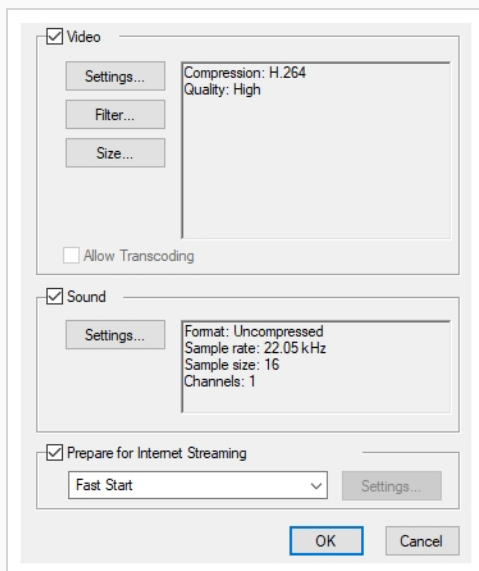 Video
Settings...
Compression: H.264
Quality: High
Filter...
Size...
Allow Transcoding
Sound
Settings...
Format: Uncompressed
Sample rate: 22.05 kHz
Sample size: 16
Channels: 1
Prepare for Internet Streaming
Fast Start
Settings...
OK
Cancel